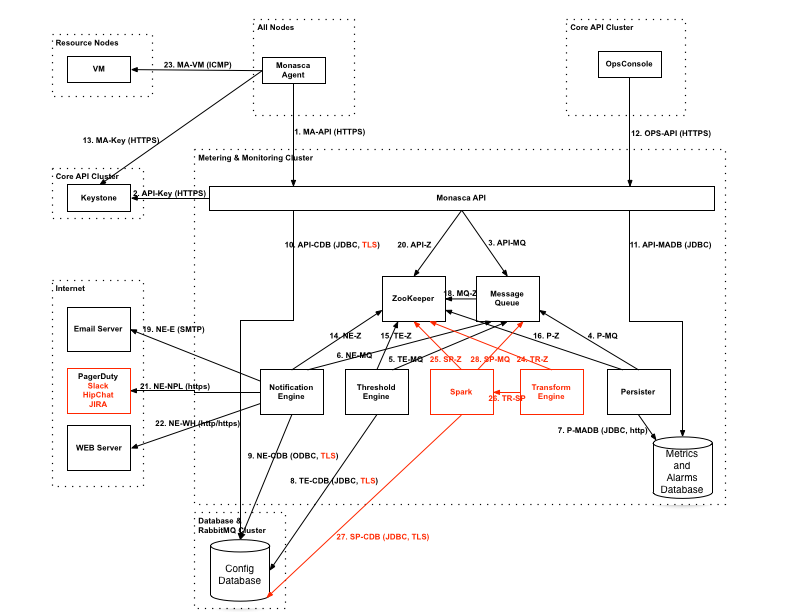 All Nodes
Core API Cluster
Resource Nodes
VM
23. MA-VM (ICMP)
Monasca
Agent
OpsConsole
13. MA-Key (HTTPS)
1. MA-API (HTTPS)
12. OPS-API (HTTPS)
Metering & Monitoring Cluster
Core API Cluster
Keystone
2. API-Key (HTTPS)
Monasca API
10. API-CDB (JDBC, TLS)
20. API-Z
3. API-MQ
11. API-MADB (JDBC)
Internet
ZooKeeper
18. MQ-Z
Message
Queue
Email Server
19. NE-E (SMTP)
14. NE-Z
15. TE-Z
16. P-Z
4. P-MQ
6. NE-MQ
5. TE-MQ
25. SP-Z
28. SP-MQ
24. TR-Z
PagerDuty
Slack
HipChat
JIRA
21. NE-NPL (https)
Notification
Engine
Threshold
Engine
Spark
26. TR-SP
Transform
Engine
Persister
22. NE-WH (http/https)
WEB Server
7. P-MADB (JDBC, http)
9. NE-CDB (ODBC, TLS)
8. TE-CDB (JDBC, TLS)
Metrics
and
Alarms
Database
Database &
RabbitMQ Cluster
27. SP-CDB (JDBC, TLS)
Config
Database